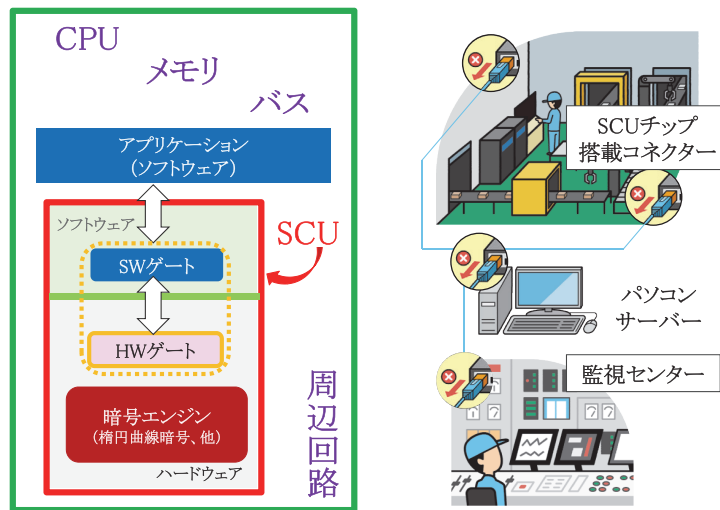 CPU
メモリ
バス
アプリケーション
(ソフトウェア)
ソフトウェア
SCU
SWゲート
HWゲート
暗号エンジン
(楕円曲線暗号、他)
ハードウェア
周辺回路
SCUチップ
搭載コネクター
パソコン
サーバー
監視センター